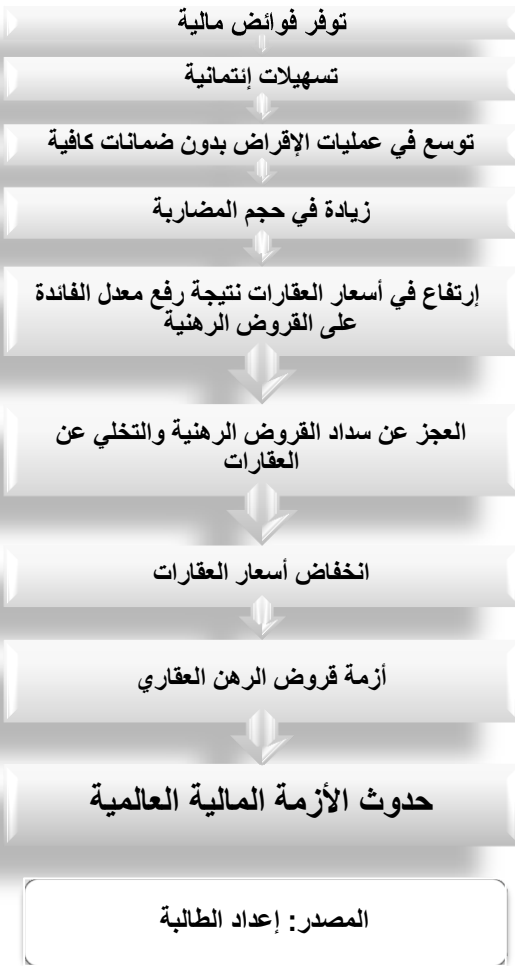 توفر فوائض مالية
تسهيلات إئتمانية
توسع في عمليات الإقراض بدون ضمانات كافية
زيادة في حجم المضاربة
إرتفاع في أسعار العقارات نتيجة رفع معدل الفائدة
على القروض الرهنية
العجز عن سداد القروض الرهنية والتخلي عن
العقارات
انخفاض أسعار العقارات
أزمة قروض الرهن العقاري
حدوث الأزمة المالية العالمية
المصدر: إعداد الطالبة